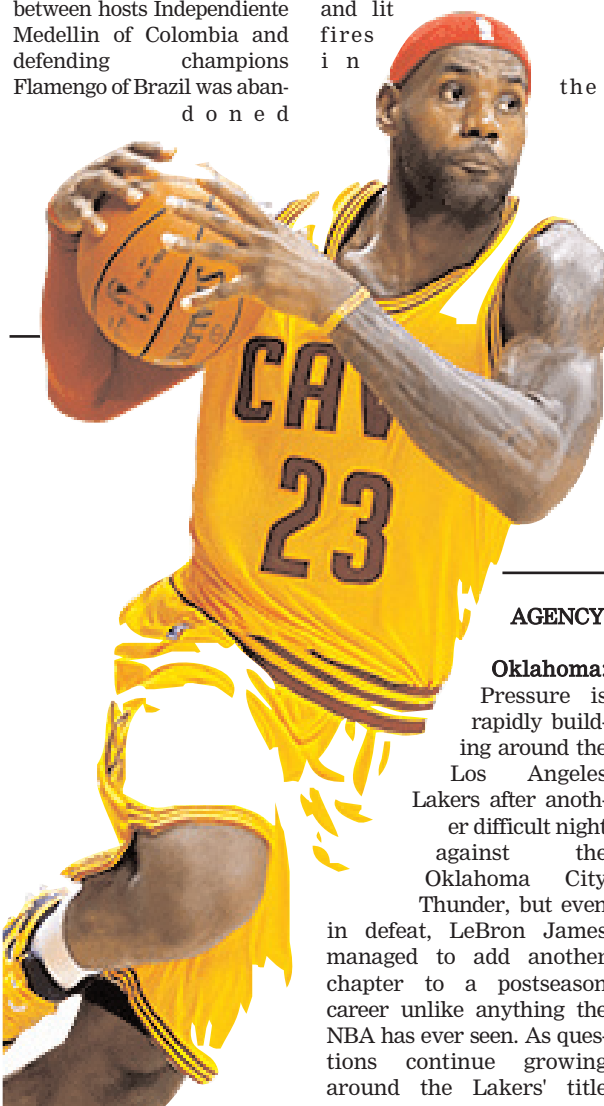 between hosts Independiente
Medellin of Colombia and
defending champions
Flamengo of Brazil was aban-
doned
and lit
fires
in
the
CAV
23
AGENCY
Oklahoma:
Pressure is
rapidly build-
ing around the
Los Angeles
Lakers after anoth-
er difficult night
against the
Oklahoma City
Thunder, but even
in defeat, LeBron James
managed to add another
chapter to a postseason
career unlike anything the
NBA has ever seen. As ques-
tions continue growing
around the Lakers' title